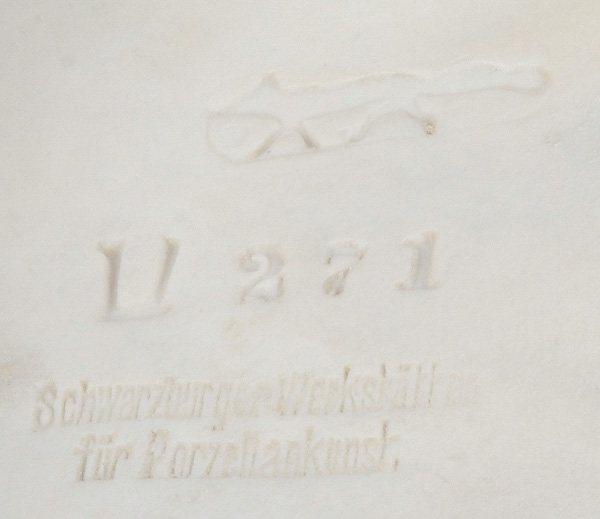 U 271
Schwarzburger Werkstätten
für Porzellankunst.